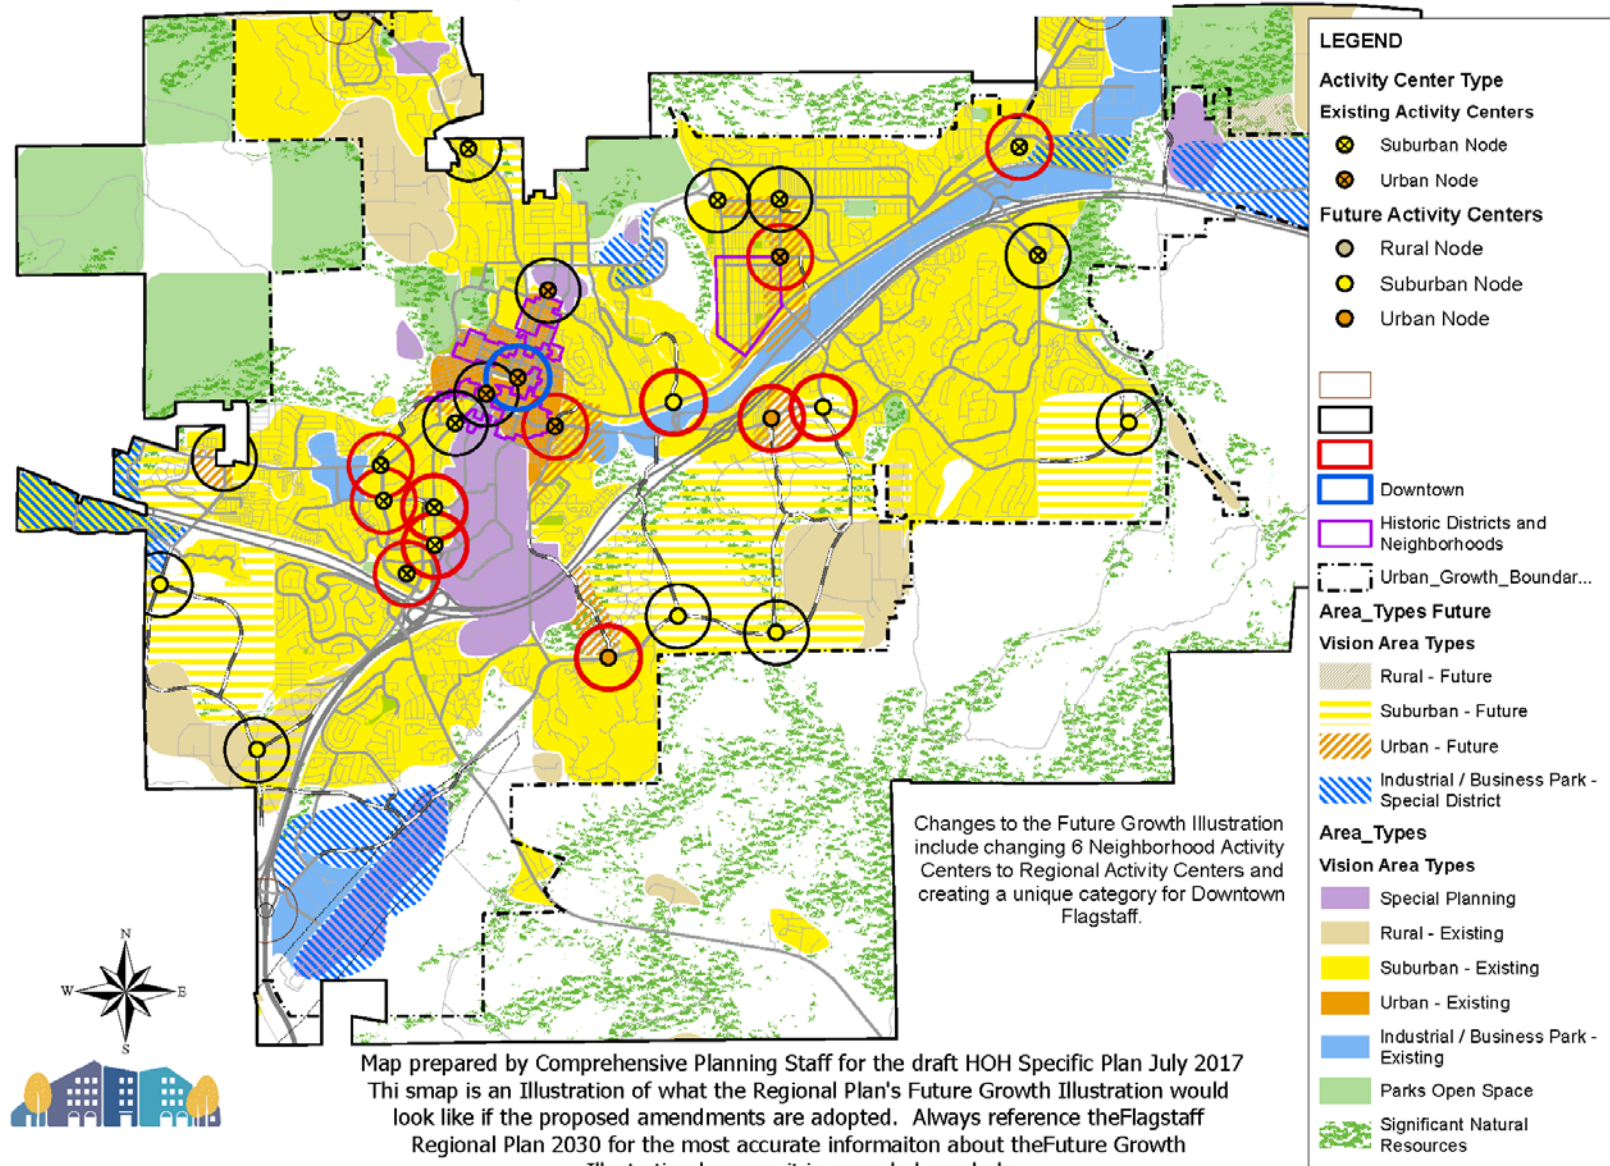 LEGEND
Activity Center Type
Existing Activity Centers
Suburban Node
Urban Node
Future Activity Centers
Rural Node
Suburban Node
Urban Node
Downtown
Historic Districts and
Neighborhoods
Urban_Growth_Boundar...
Area_Types Future
Vision Area Types
Rural - Future
Suburban - Future
Urban - Future
Industrial / Business Park -
Special District
Area_Types
Vision Area Types
Special Planning
Rural - Existing
Suburban - Existing
Urban - Existing
Industrial / Business Park -
Existing
Parks Open Space
Significant Natural
Resources
Changes to the Future Growth Illustration
include changing 6 Neighborhood Activity
Centers to Regional Activity Centers and
creating a unique category for Downtown
Flagstaff.
N
W
E
S
Map prepared by Comprehensive Planning Staff for the draft HOH Specific Plan July 2017
Thi smap is an Illustration of what the Regional Plan's Future Growth Illustration would
look like if the proposed amendments are adopted. Always reference theFlagstaff
Regional Plan 2030 for the most accurate informaiton about theFuture Growth